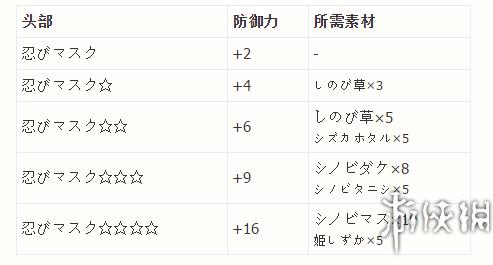 头部 防御力 所需素材
忍びマスク +2 -
忍びマスク☆ +4 しのび草×3
忍びマスク☆☆ +6 しのび草×5
シズカホタル×5
忍びマスク☆☆☆ +9 シノビダケ×8
シノビタニシ×5
忍びマスク☆☆☆☆ +16 シノビマス×10
姫しずか×5
游侠网